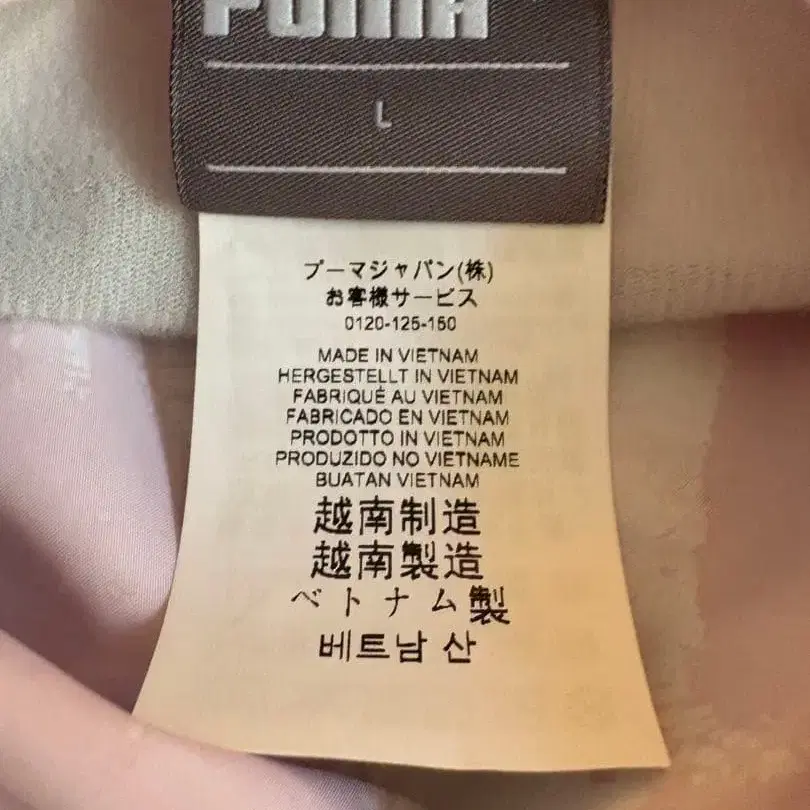 PUMA
L
プーマジャパン(株)
お客様サービス
0120-125-150
MADE IN VIETNAM
HERGESTELLT IN VIETNAM
FABRIQUÉ AU VIETNAM
FABRICADO EN VIETNAM
PRODOTTO IN VIETNAM
PRODUZIDO NO VIETNAME
BUATAN VIETNAM
越南制造
越南製造
ベトナム製
베트남 산